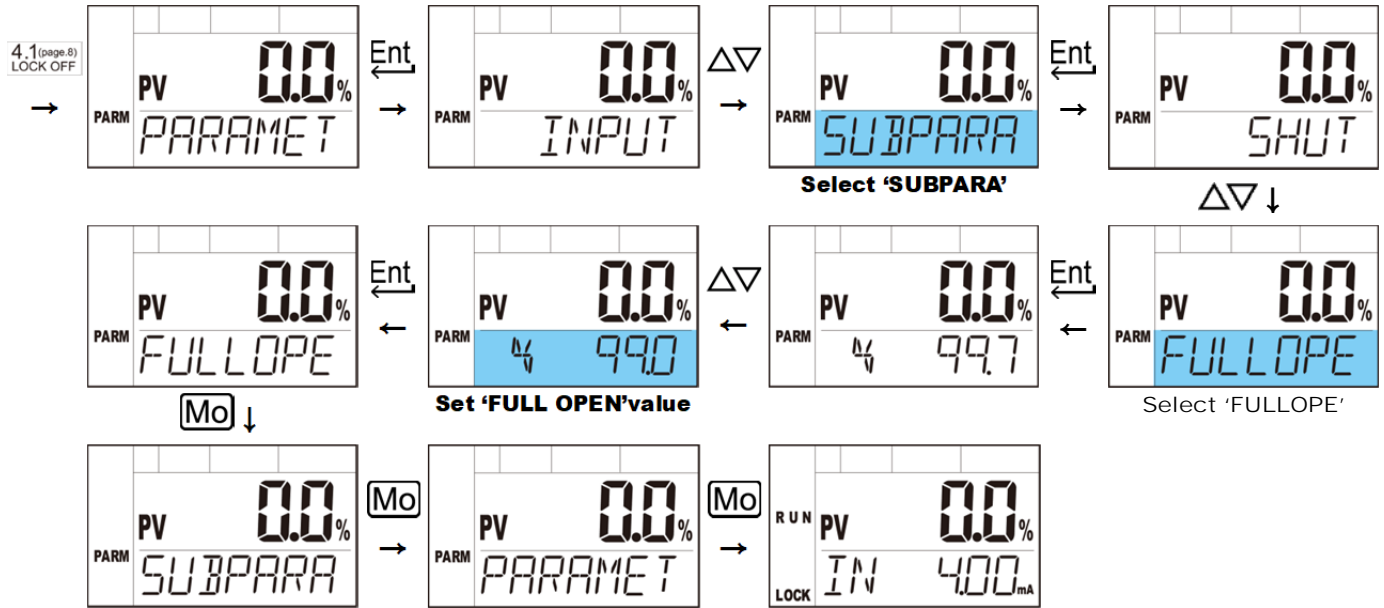 4.1(page.8)
LOCK OFF
→
PARM
PV 0.0%
PARAMET
Ent
→
PARM
PV 0.0%
INPUT
△▽
→
PARM
PV 0.0%
SUBPARA
Select ‘SUBPARA’
Ent
→
PARM
PV 0.0%
SHUT
△▽↓
PARM
PV 0.0%
FULLOPE
Select ‘FULLOPE’
Ent
←
PARM
PV 0.0%
% 99.7
△▽
←
PARM
PV 0.0%
% 99.0
Set ‘FULL OPEN’value
Ent
←
PARM
PV 0.0%
FULLOPE
Mo ↓
PARM
PV 0.0%
SUBPARA
Mo
→
PARM
PV 0.0%
PARAMET
Mo
→
RUN
PV 0.0%
LOCK
IN 4.00mA